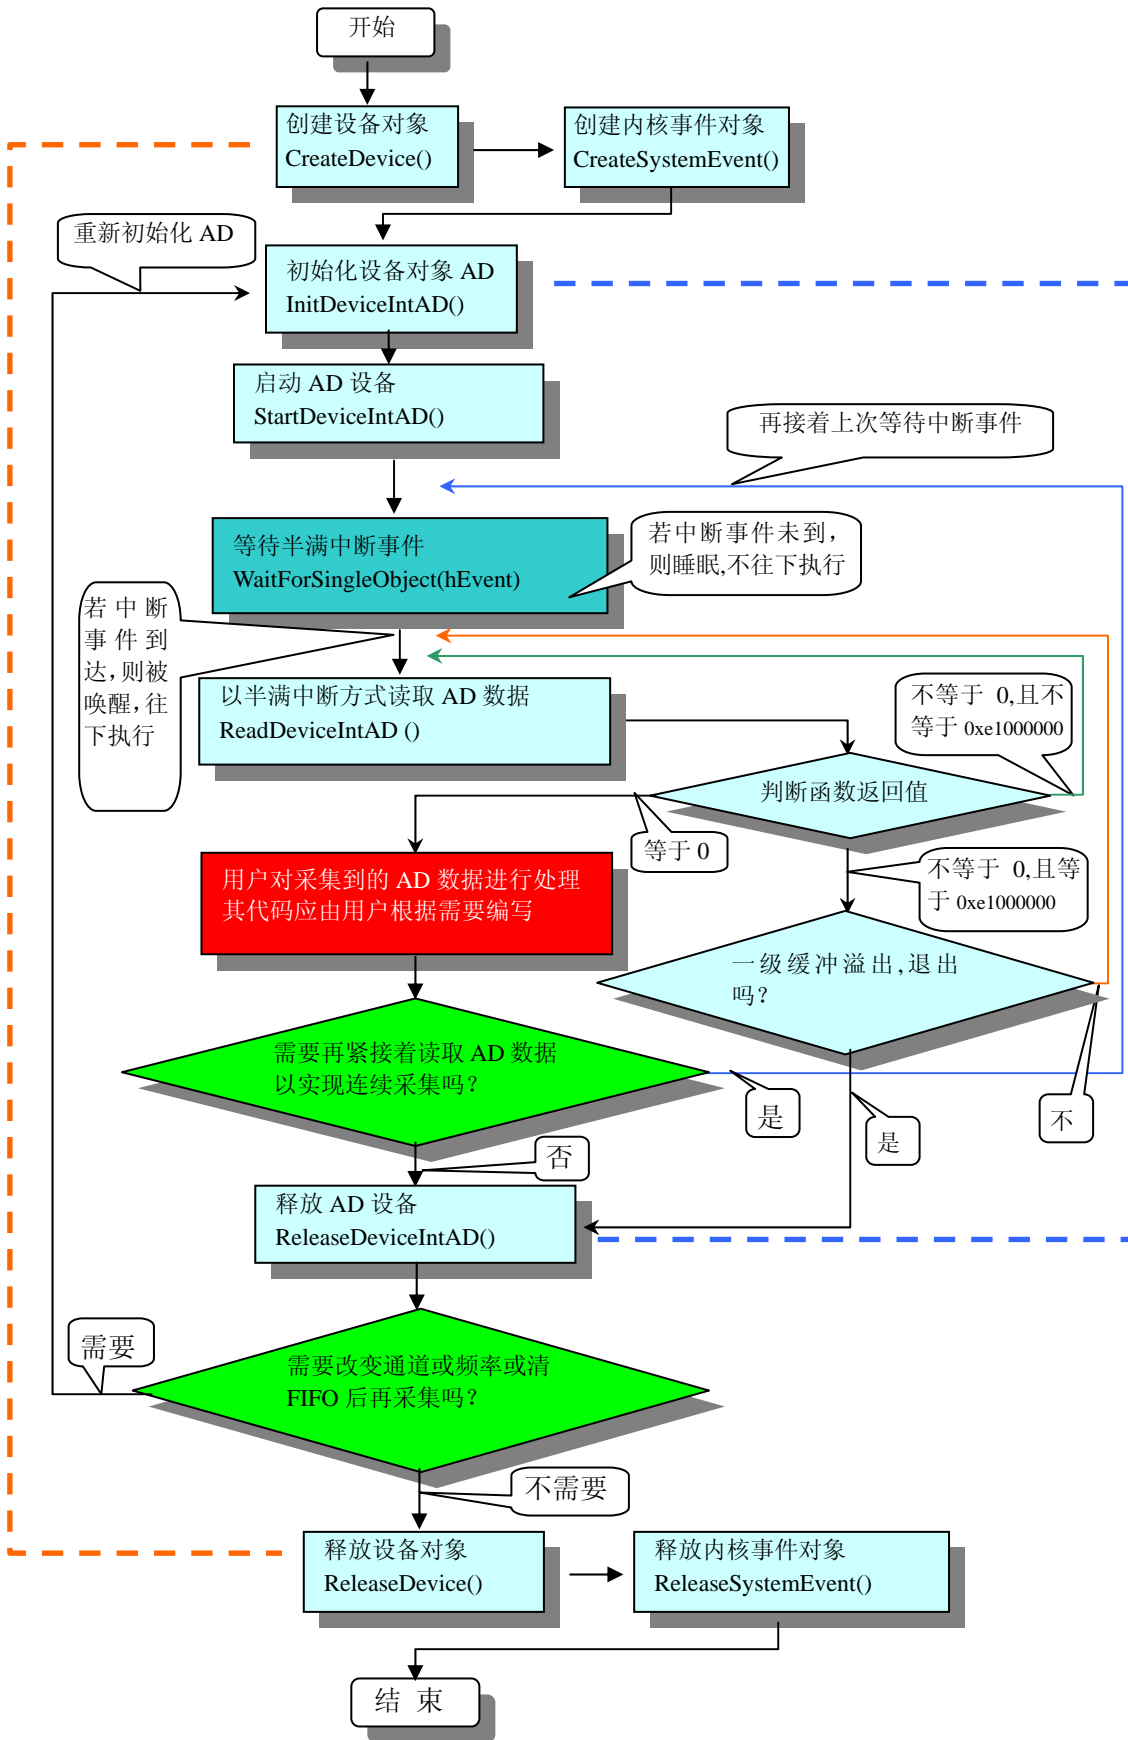 开始
创建设备对象
CreateDevice()
创建内核事件对象
CreateSystemEvent()
重新初始化 AD
初始化设备对象 AD
InitDeviceIntAD()
启动 AD 设备
StartDeviceIntAD()
再接着上次等待中断事件
等待半满中断事件
WaitForSingleObject(hEvent)
若中断事件未到，
则睡眠,不往下执行
若中断
事件到
达，则被
唤醒，往
下执行
以半满中断方式读取 AD 数据
ReadDeviceIntAD ()
不等于 0,且不
等于 0xe1000000
判断函数返回值
等于 0
不等于 0,且等
于 0xe1000000
用户对采集到的 AD 数据进行处理
其代码应由用户根据需要编写
一级缓冲溢出,退出
吗？
需要再紧接着读取 AD 数据
以实现连续采集吗？
是
是
不
否
释放 AD 设备
ReleaseDeviceIntAD()
需要
需要改变通道或频率或清
FIFO 后再采集吗？
不需要
释放设备对象
ReleaseDevice()
释放内核事件对象
ReleaseSystemEvent()
结 束